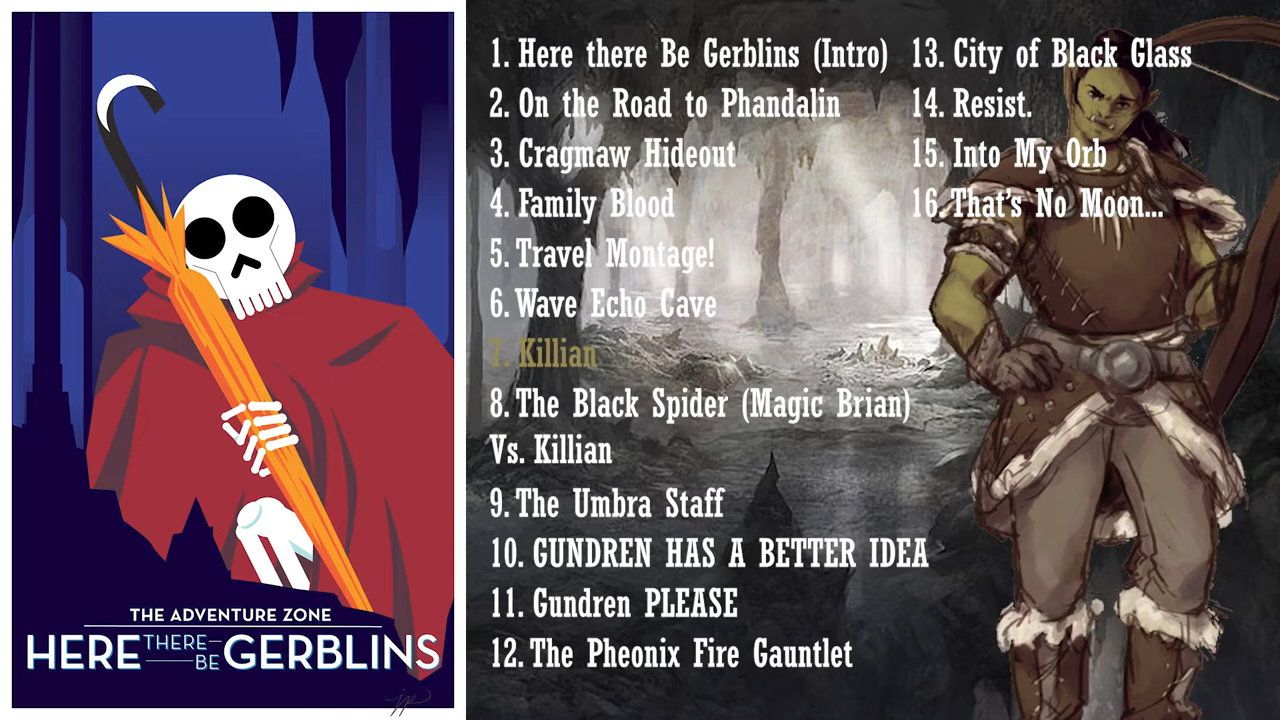 THE ADVENTURE ZONE
HERE THERE BE GERBLINS
1. Here there Be Gerblins (Intro)
2. On the Road to Phandalin
3. Cragmaw Hideout
4. Family Blood
5. Travel Montage!
6. Wave Echo Cave
7. Killian
8. The Black Spider (Magic Brian)
Vs. Killian
9. The Umbra Staff
10. GUNDREN HAS A BETTER IDEA
11. Gundren PLEASE
12. The Pheonix Fire Gauntlet
13. City of Black Glass
14. Resist.
15. Into My Orb
16. That's No Moon...